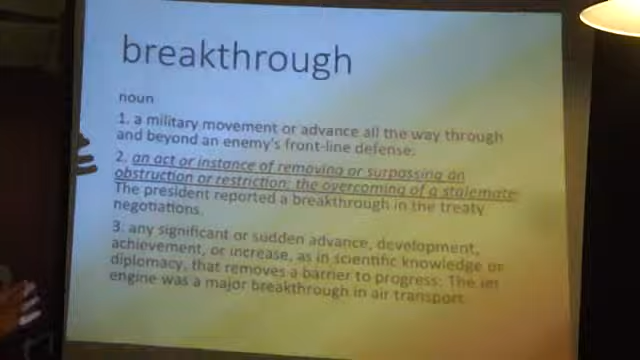 breakthrough
noun
1. a military movement or advance all the way through
and beyond an enemy's front-line defense.
2. an act or instance of removing or surpassing an
obstruction or restriction; the overcoming of a stalemate:
The president reported a breakthrough in the treaty
negotiations.
3. any significant or sudden advance, development,
achievement, or increase, as in scientific knowledge or
diplomacy, that removes a barrier to progress: The jet
engine was a major breakthrough in air transport.